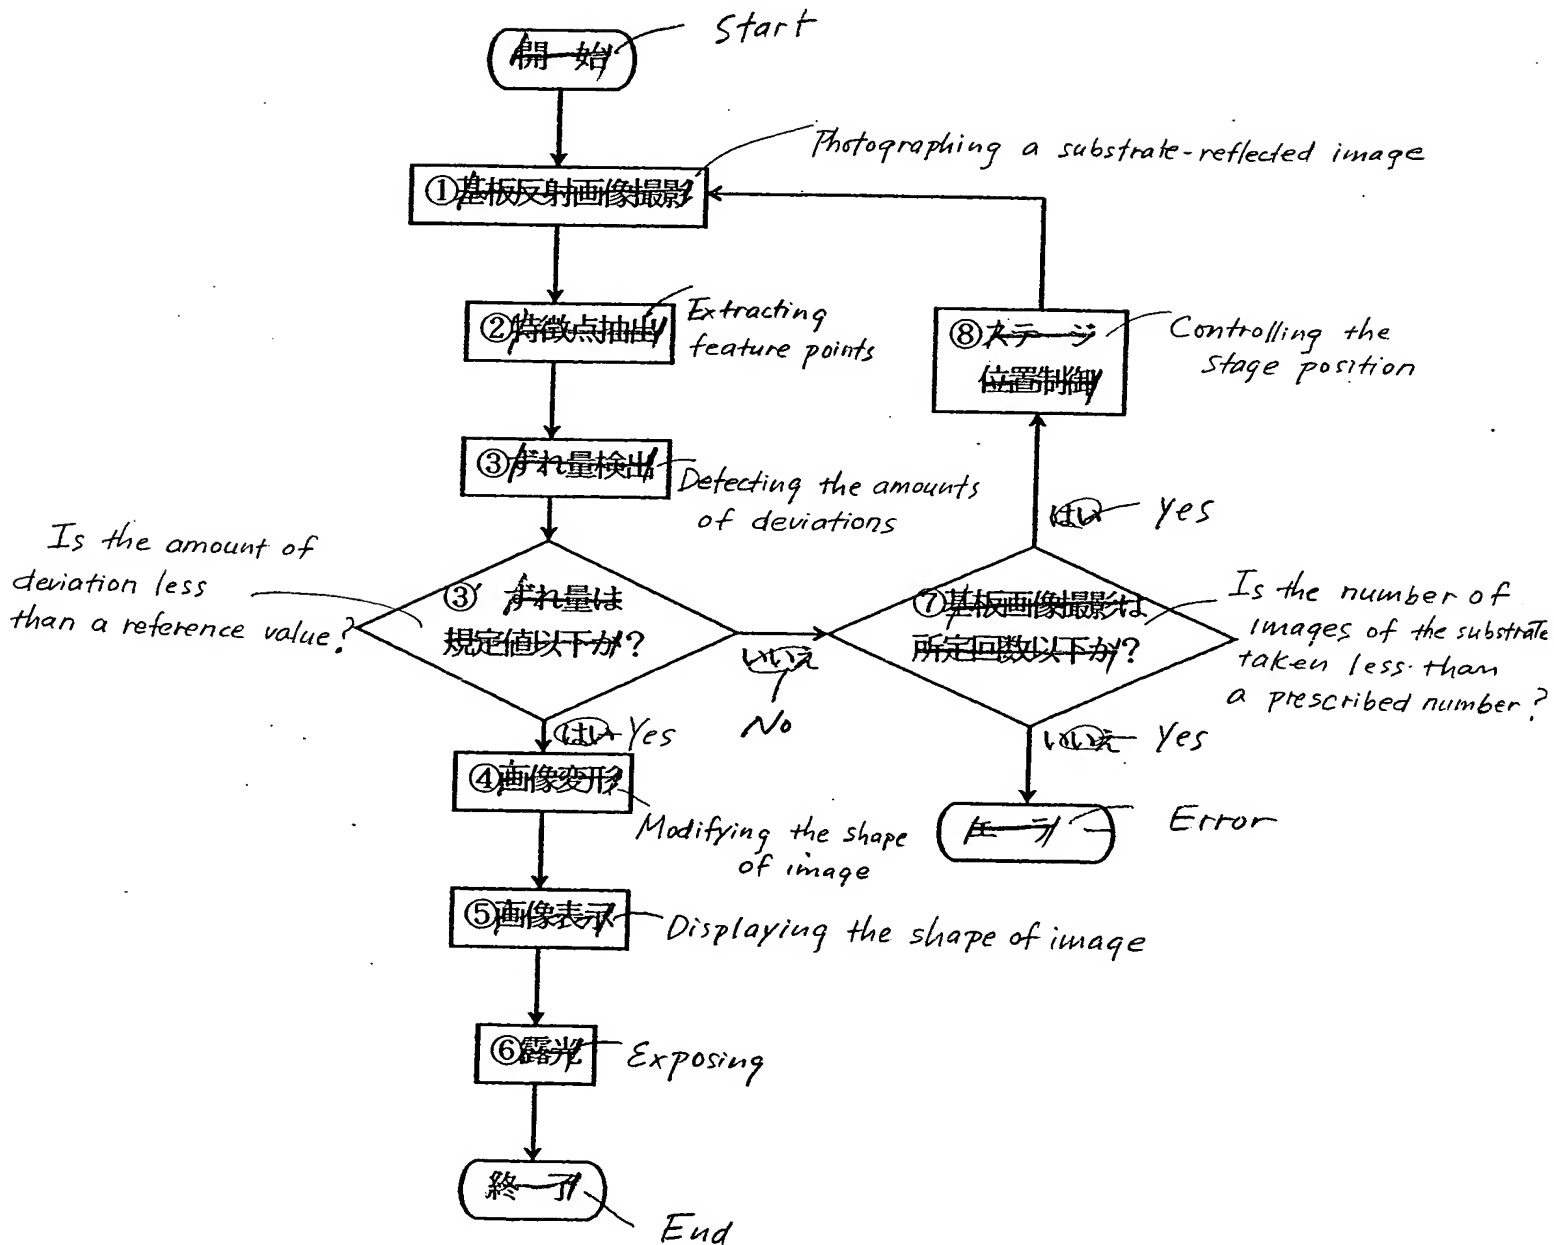 開始
Start
Photographing a substrate-reflected image
①基板反射画像撮影
②特徴点抽出
Extracting
feature points
⑧ステージ
位置制御
Controlling the
stage position
③ずれ量検出
Detecting the amounts
of deviations
はい Yes
Is the amount of
deviation less
than a reference value?
③' ずれ量は
規定値以下か?
いいえ
No
⑦基板画像撮影は
所定回数以下か?
Is the number of
images of the substrate
taken less than
a prescribed number?
はい Yes
いいえ Yes
④画像変形
Modifying the shape
of image
エラー
Error
⑤画像表示
Displaying the shape of image
⑥露光
Exposing
終了
End